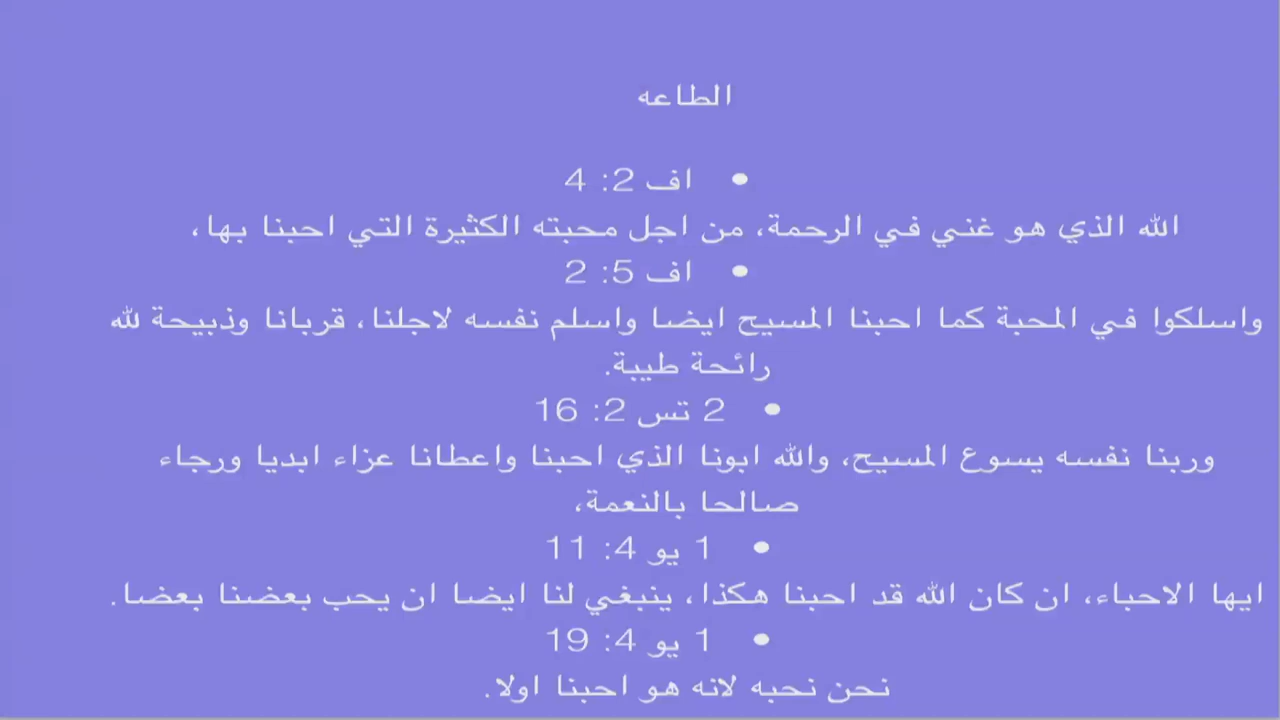 الطاعه
• اف 2: 4
الله الذي هو غني في الرحمة، من اجل محبته الكثيرة التي احبنا بها،
• اف 5: 2
واسلكوا في المحبة كما احبنا المسيح ايضا واسلم نفسه لاجلنا، قربانا وذبيحة لله
رائحة طيبة.
• 2 تس 2: 16
وربنا نفسه يسوع المسيح، والله ابونا الذي احبنا واعطانا عزاء ابديا ورجاء
صالحا بالنعمة،
• 1 يو 4: 11
ايها الاحباء، ان كان الله قد احبنا هكذا، ينبغي لنا ايضا ان يحب بعضنا بعضا.
• 1 يو 4: 19
نحن نحبه لانه هو احبنا اولا.